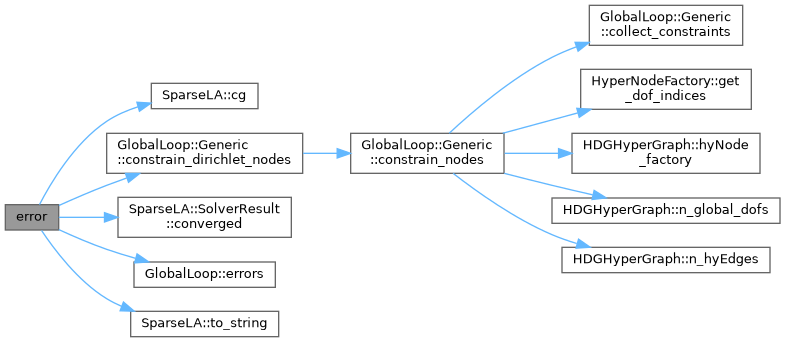 error
SparseLA::cg
GlobalLoop::Generic
::constrain_dirichlet_nodes
SparseLA::SolverResult
::converged
GlobalLoop::errors
SparseLA::to_string
GlobalLoop::Generic
::constrain_nodes
GlobalLoop::Generic
::collect_constraints
HyperNodeFactory::get
_dof_indices
HDGHyperGraph::hyNode
_factory
HDGHyperGraph::n_global_dofs
HDGHyperGraph::n_hyEdges